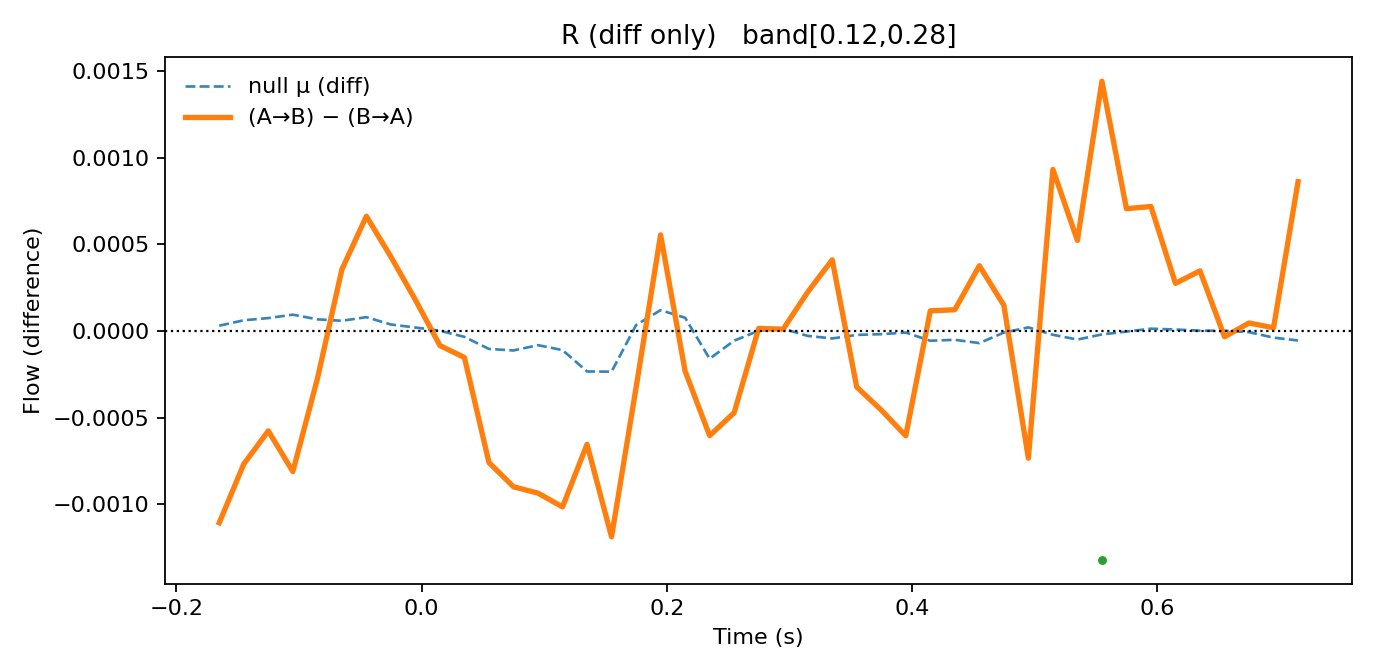 R (diff only)   band[0.12,0.28]
0.0015
0.0010
0.0005
0.0000
−0.0005
−0.0010
Flow (difference)
null μ (diff)
(A→B) − (B→A)
−0.2
0.0
0.2
0.4
0.6
Time (s)